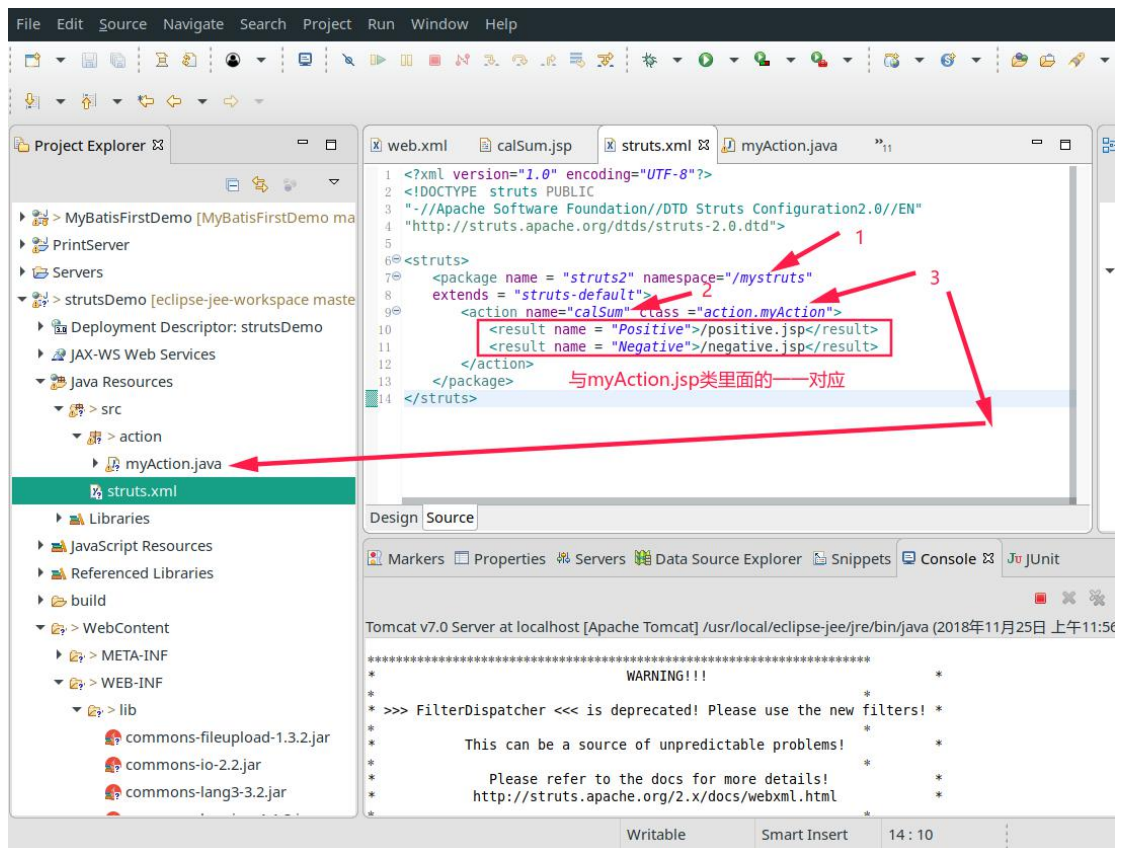 File Edit Source Navigate Search Project Run Window Help
Project Explorer
web.xml calSum.jsp struts.xml myAction.java »11
> MyBatisFirstDemo [MyBatisFirstDemo ma
PrintServer
Servers
> strutsDemo [eclipse-jee-workspace maste
Deployment Descriptor: strutsDemo
JAX-WS Web Services
Java Resources
> src
> action
myAction.java
struts.xml
Libraries
JavaScript Resources
Referenced Libraries
build
> WebContent
> META-INF
> WEB-INF
> lib
commons-fileupload-1.3.2.jar
commons-io-2.2.jar
commons-lang3-3.2.jar
1 <?xml version="1.0" encoding="UTF-8"?>
2 <!DOCTYPE struts PUBLIC
3 "-//Apache Software Foundation//DTD Struts Configuration2.0//EN"
4 "http://struts.apache.org/dtds/struts-2.0.dtd">
5
6 <struts>
7 <package name = "struts2" namespace="/mystruts"
8 extends = "struts-default">
9 <action name="calSum" class ="action.myAction">
10 <result name = "Positive">/positive.jsp</result>
11 <result name = "Negative">/negative.jsp</result>
12 </action>
13 </package>
14 </struts>
1
2
3
与myAction.jsp类里面的一一对应
Design Source
Markers Properties Servers Data Source Explorer Snippets Console JUnit
Tomcat v7.0 Server at localhost [Apache Tomcat] /usr/local/eclipse-jee/jre/bin/java (2018年11月25日 上午11:56
***********************************************************************
* WARNING!!! *
* *
* >>> FilterDispatcher <<< is deprecated! Please use the new filters! *
* *
* This can be a source of unpredictable problems! *
* *
* Please refer to the docs for more details! *
* http://struts.apache.org/2.x/docs/webxml.html *
* *
Writable Smart Insert 14 : 10